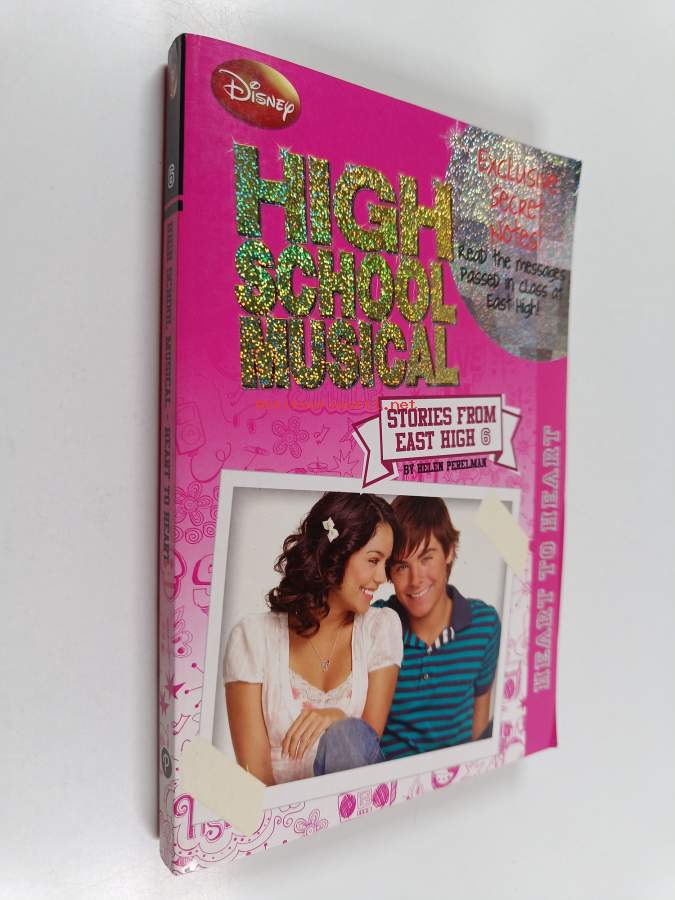 DISNEY
HIGH
SCHOOL
MUSICAL
EXCLUSIVE
Secret
Notes!
Read the messages
passed in class at
East High!
STORIES FROM
EAST HIGH 6
BY HELEN PERELMAN
HEART TO HEART
6
HIGH SCHOOL MUSICAL HEART TO HEART